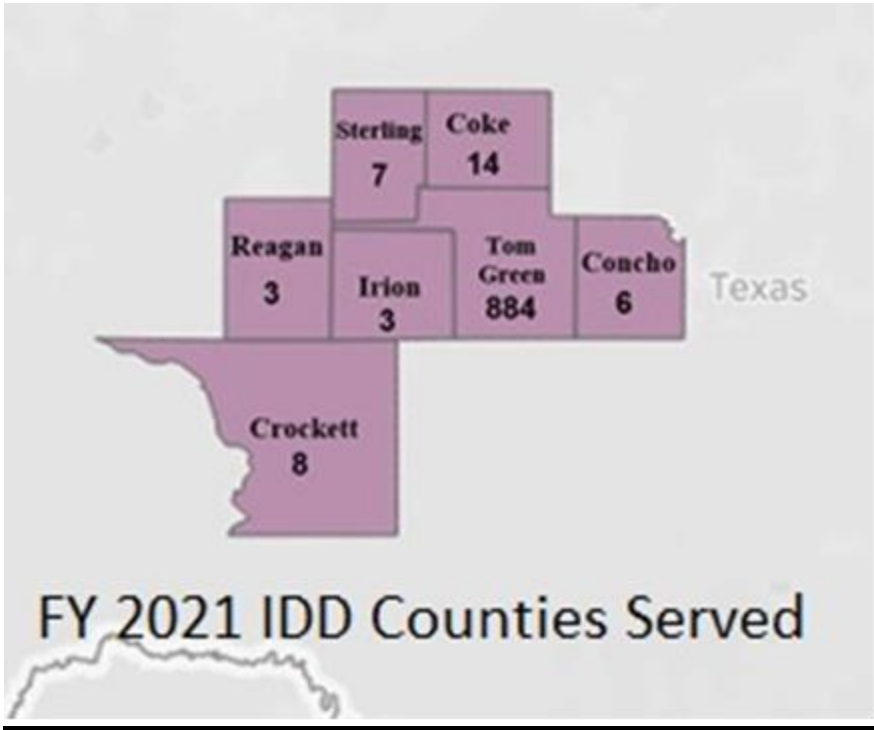 Sterling
7
Coke
14
Reagan
3
Irion
3
Tom
Green
884
Concho
6
Texas
Crockett
8
FY 2021 IDD Counties Served